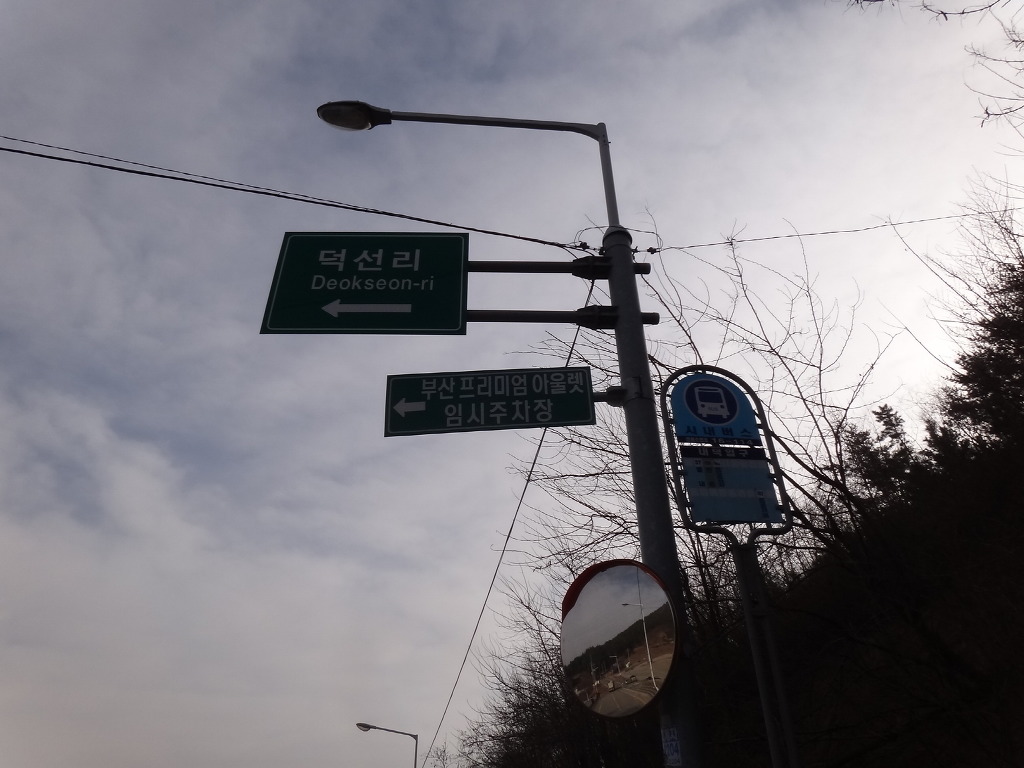 덕선리
Deokseon-ri
부산프리미엄 아울렛
임시주차장
시내버스